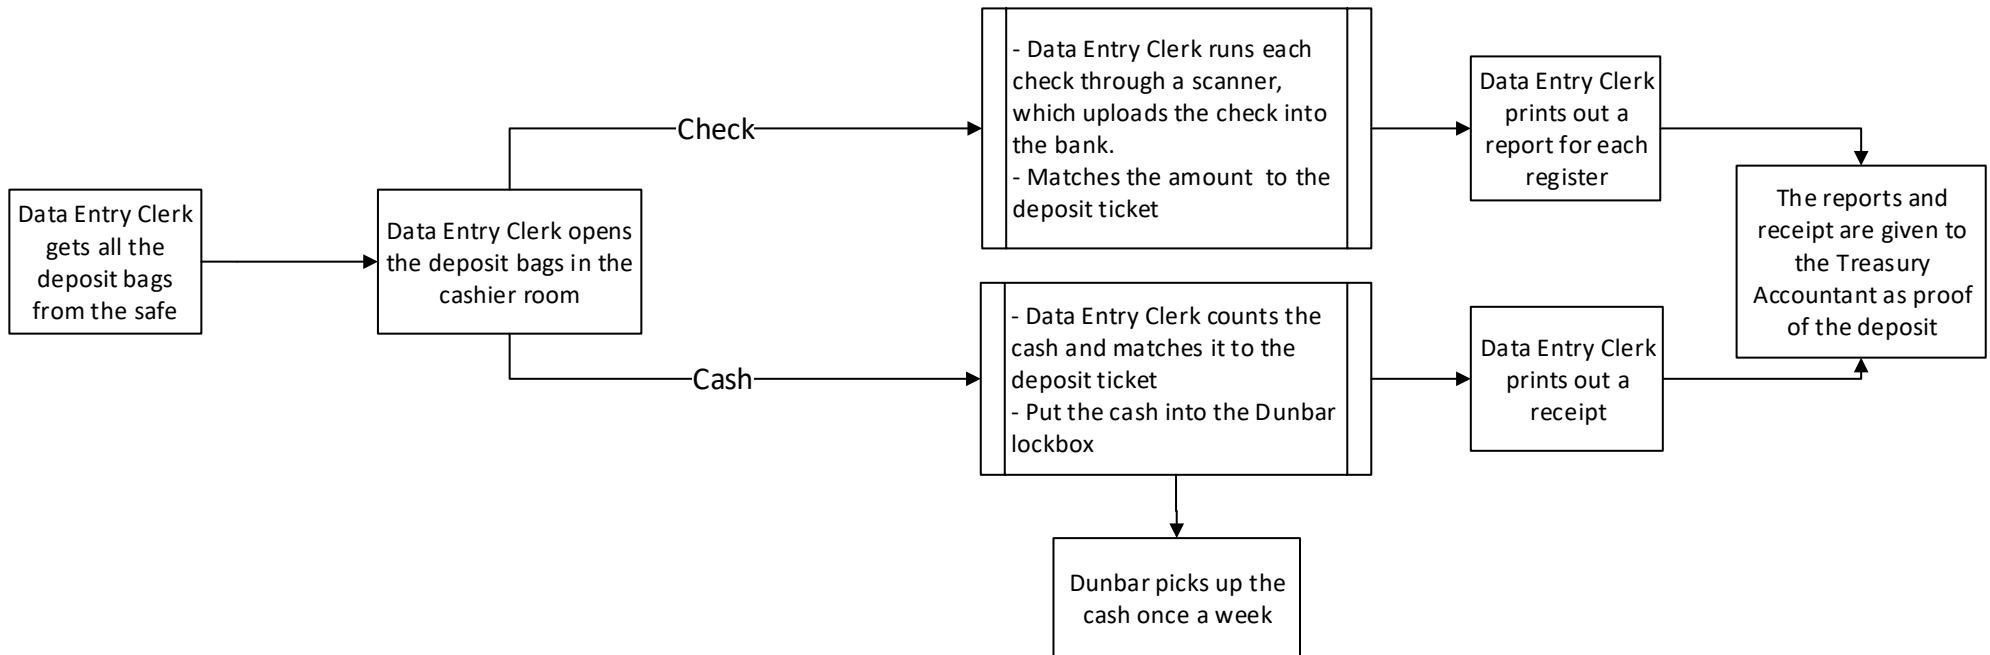 Data Entry Clerk
gets all the
deposit bags
from the safe
Data Entry Clerk opens
the deposit bags in the
cashier room
Check
- Data Entry Clerk runs each
check through a scanner,
which uploads the check into
the bank.
- Matches the amount  to the
deposit ticket
Data Entry Clerk
prints out a
report for each
register
The reports and
receipt are given to
the Treasury
Accountant as proof
of the deposit
Cash
- Data Entry Clerk counts the
cash and matches it to the
deposit ticket
- Put the cash into the Dunbar
lockbox
Data Entry Clerk
prints out a
receipt
Dunbar picks up the
cash once a week